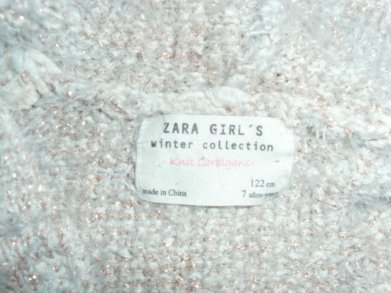 ZARA GIRL'S
winter collection
- Knit Cardigans -
122 cm
made in China 7 años-years